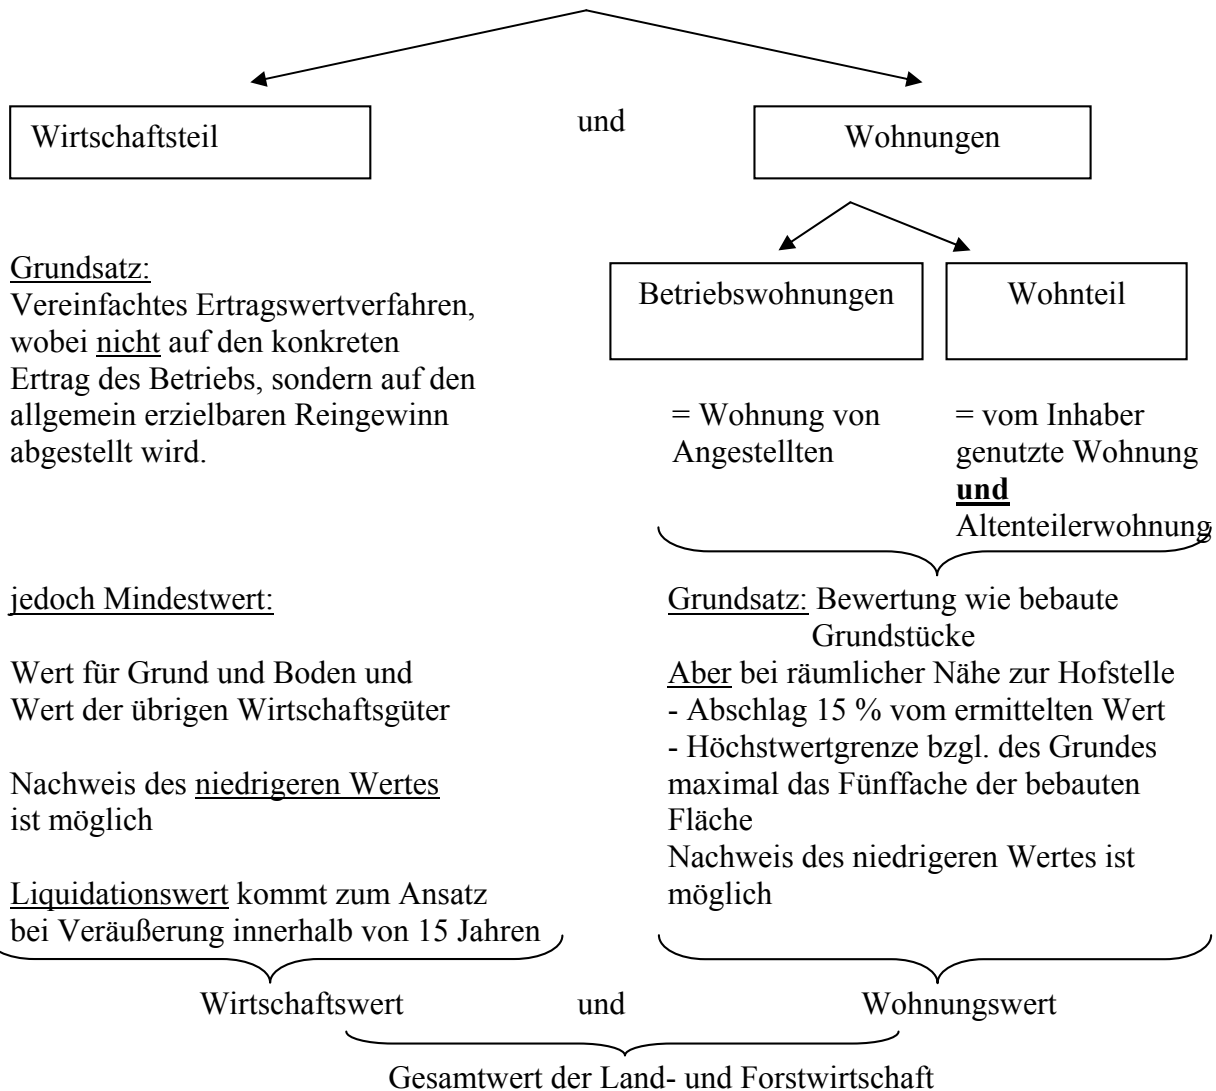 Wirtschaftsteil
und
Wohnungen
Grundsatz:
Vereinfachtes Ertragswertverfahren,
wobei nicht auf den konkreten
Ertrag des Betriebs, sondern auf den
allgemein erzielbaren Reingewinn
abgestellt wird.
Betriebswohnungen
Wohnteil
= Wohnung von
Angestellten
= vom Inhaber
genutzte Wohnung
und
Altenteilerwohnung
jedoch Mindestwert:
Wert für Grund und Boden und
Wert der übrigen Wirtschaftsgüter
Nachweis des niedrigeren Wertes
ist möglich
Liquidationswert kommt zum Ansatz
bei Veräußerung innerhalb von 15 Jahren
Grundsatz: Bewertung wie bebaute
Grundstücke
Aber bei räumlicher Nähe zur Hofstelle
- Abschlag 15 % vom ermittelten Wert
- Höchstwertgrenze bzgl. des Grundes
maximal das Fünffache der bebauten
Fläche
Nachweis des niedrigeren Wertes ist
möglich
Wirtschaftswert
und
Wohnungswert
Gesamtwert der Land- und Forstwirtschaft